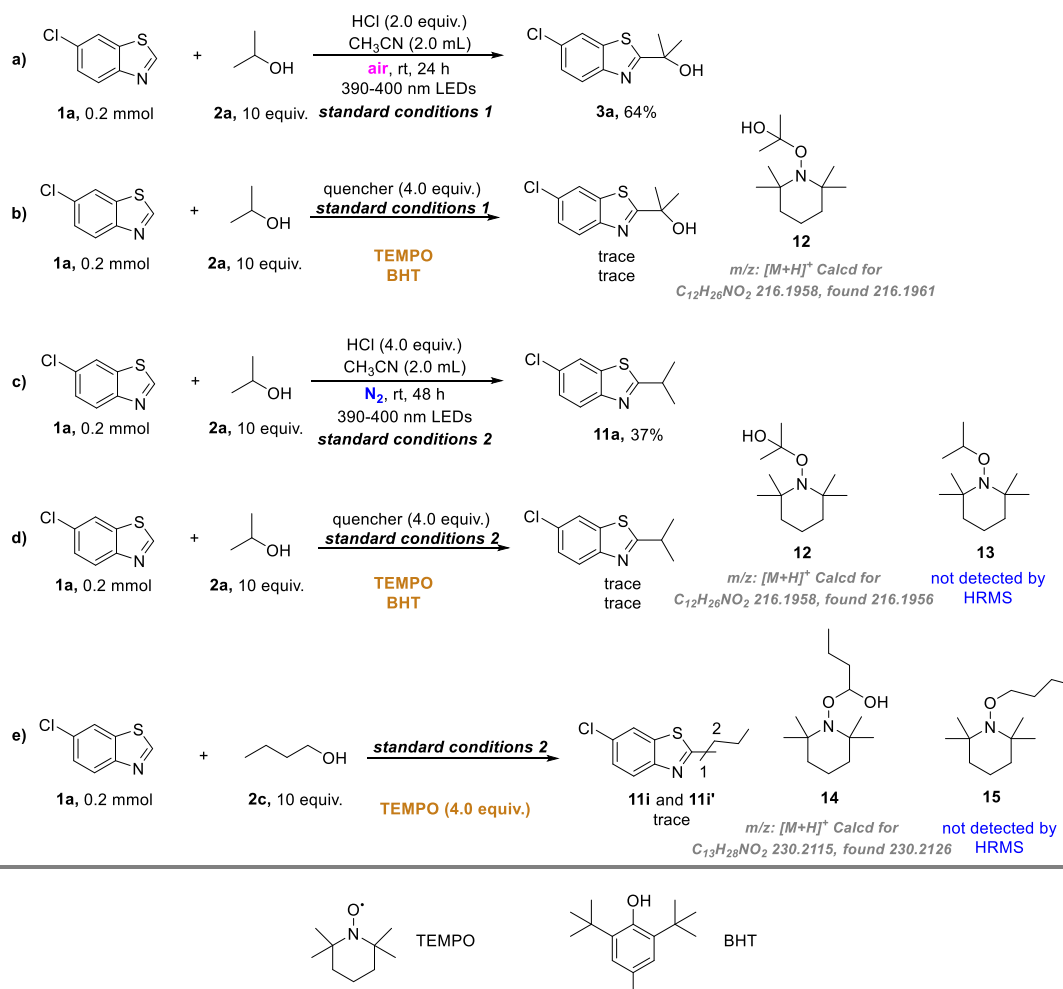 a)
Cl
S
N
+
OH
HCl (2.0 equiv.)
CH3CN (2.0 mL)
air, rt, 24 h
390-400 nm LEDs
standard conditions 1
Cl
S
N
OH
1a, 0.2 mmol
2a, 10 equiv.
3a, 64%
b)
Cl
S
N
+
OH
quencher (4.0 equiv.)
standard conditions 1
TEMPO
BHT
Cl
S
N
OH
1a, 0.2 mmol
2a, 10 equiv.
trace
trace
HO
O
N
12
m/z: [M+H]+ Calcd for
C12H26NO2 216.1958, found 216.1961
c)
Cl
S
N
+
OH
HCl (4.0 equiv.)
CH3CN (2.0 mL)
N2, rt, 48 h
390-400 nm LEDs
standard conditions 2
Cl
S
N
1a, 0.2 mmol
2a, 10 equiv.
11a, 37%
d)
Cl
S
N
+
OH
quencher (4.0 equiv.)
standard conditions 2
TEMPO
BHT
Cl
S
N
1a, 0.2 mmol
2a, 10 equiv.
trace
trace
HO
O
N
12
m/z: [M+H]+ Calcd for
C12H26NO2 216.1958, found 216.1956
O
N
13
not detected by
HRMS
e)
Cl
S
N
+
OH
standard conditions 2
TEMPO (4.0 equiv.)
Cl
S
N
2
1
1a, 0.2 mmol
2c, 10 equiv.
11i and 11i'
trace
O
OH
N
14
m/z: [M+H]+ Calcd for
C13H28NO2 230.2115, found 230.2126
O
N
15
not detected by
HRMS
O•
N
TEMPO
OH
BHT